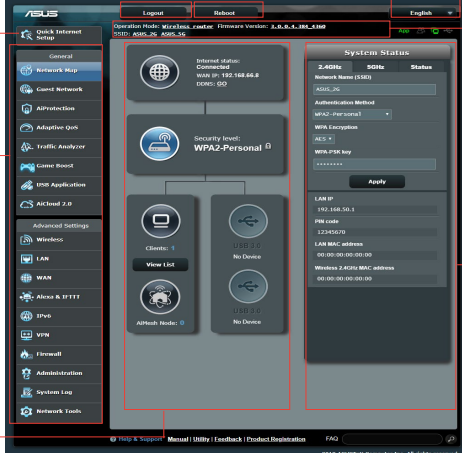 ASUS
Logout
Reboot
English
Quick Internet
Setup
Operation Mode: Wireless router Firmware Version: 3.0.0.4.384_4360
SSID: ASUS_2G ASUS_5G
App
General
Network Map
Guest Network
AiProtection
Adaptive QoS
Traffic Analyzer
Game Boost
USB Application
AiCloud 2.0
Advanced Settings
Wireless
LAN
WAN
Alexa & IFTTT
IPv6
VPN
Firewall
Administration
System Log
Network Tools
Internet status:
Connected
WAN IP: 192.168.66.8
DDNS: GO
Security level:
WPA2-Personal
Clients: 1
View List
AiMesh Node: 0
USB 3.0
No Device
USB 3.0
No Device
System Status
2.4GHz 5GHz Status
Network Name (SSID)
ASUS_2G
Authentication Method
WPA2-Personal
WPA Encryption
AES
WPA-PSK key
••••••••
Apply
LAN IP
192.168.50.1
PIN code
12345670
LAN MAC address
00:00:00:00:00:00
Wireless 2.4GHz MAC address
00:00:00:00:00:00
Help & Support Manual | Utility | Feedback | Product Registration FAQ